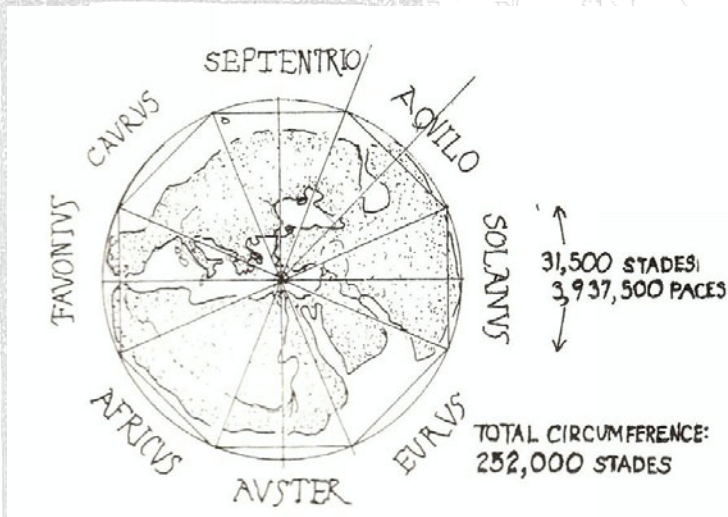 SEPTENTRIO
AQVILO
CAVRVS
FAVONIVS
SOLANVS
31,500 STADES;
3,937,500 PACES
AFRICVS
EVRVS
AVSTER
TOTAL CIRCUMFERENCE:
252,000 STADES